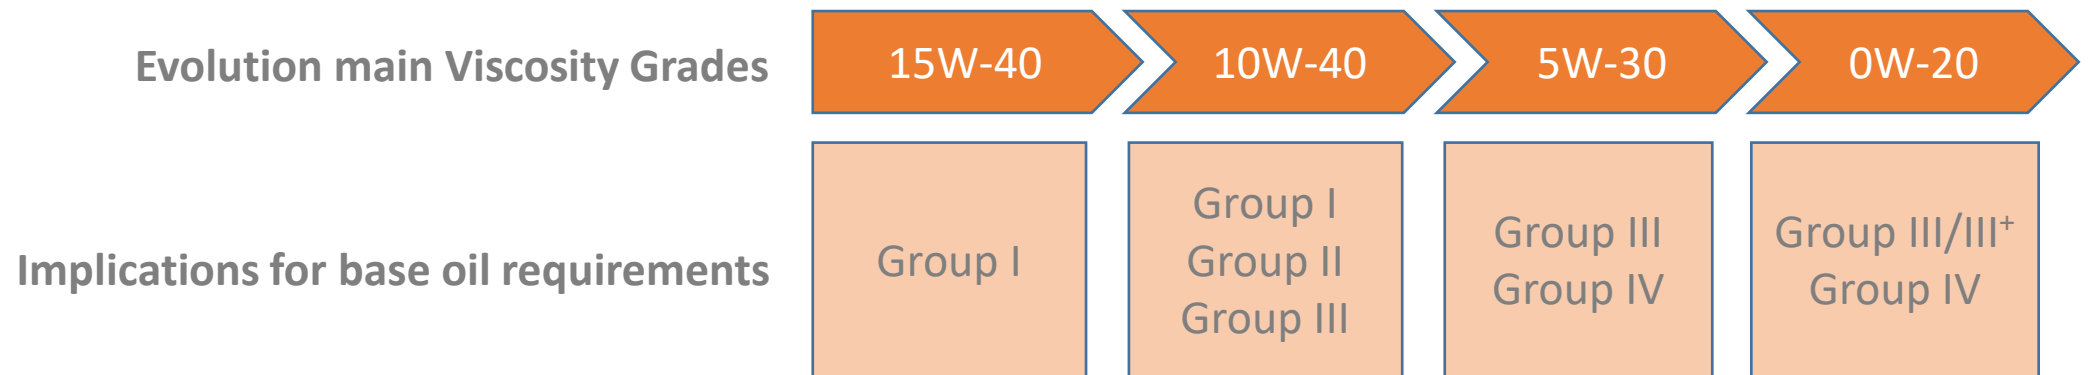 Evolution main Viscosity Grades
15W-40
10W-40
5W-30
0W-20
Implications for base oil requirements
Group I
Group I
Group II
Group III
Group III
Group IV
Group III/III⁺
Group IV